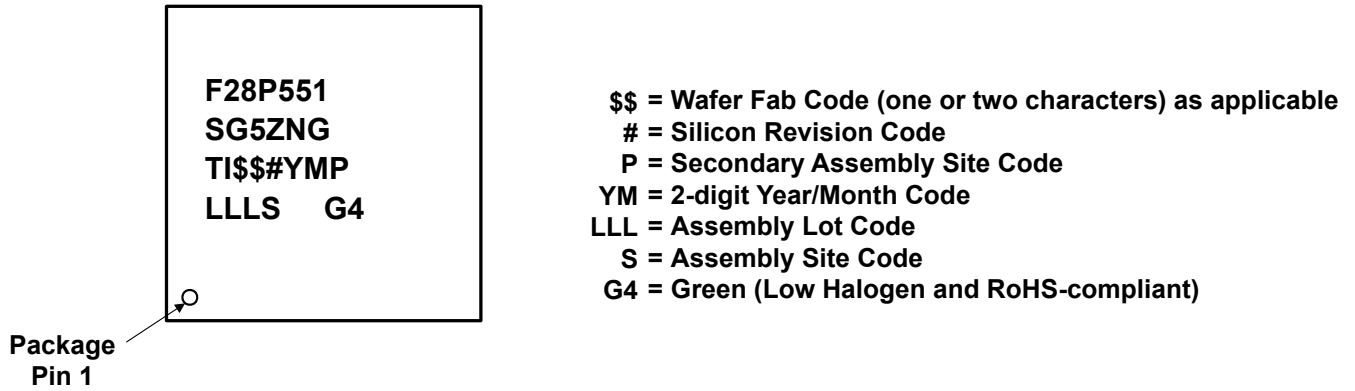 F28P551
SG5ZNG
TI$$#YMP
LLLS G4
Package
Pin 1
$$ = Wafer Fab Code (one or two characters) as applicable
# = Silicon Revision Code
P = Secondary Assembly Site Code
YM = 2-digit Year/Month Code
LLL = Assembly Lot Code
S = Assembly Site Code
G4 = Green (Low Halogen and RoHS-compliant)